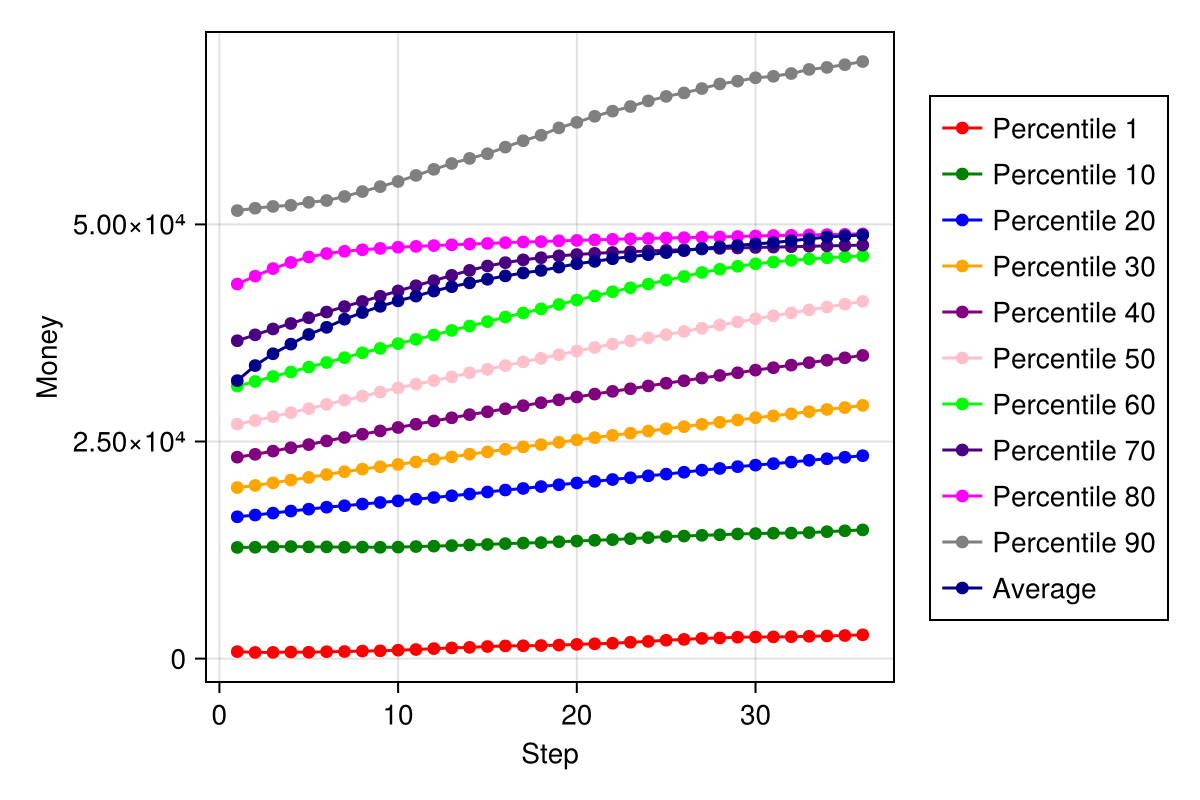 5.00×10⁴
2.50×10⁴
0
Money
0 10 20 30
Step
Percentile 1
Percentile 10
Percentile 20
Percentile 30
Percentile 40
Percentile 50
Percentile 60
Percentile 70
Percentile 80
Percentile 90
Average